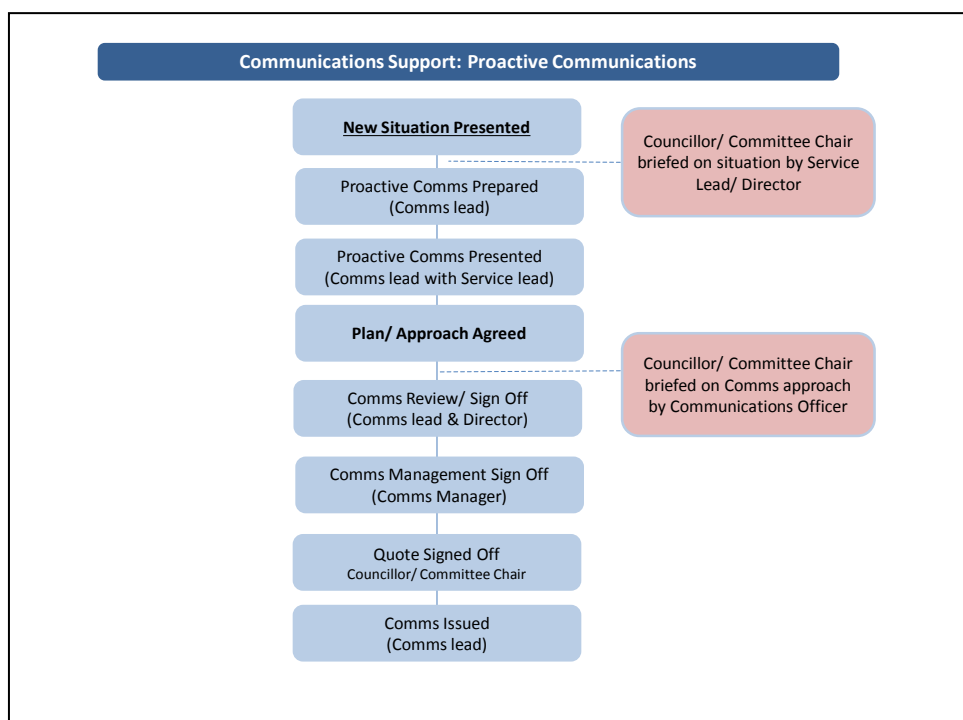 Communications Support: Proactive Communications
New Situation Presented
Councillor/ Committee Chair
briefed on situation by Service
Lead/ Director
Proactive Comms Prepared
(Comms lead)
Proactive Comms Presented
(Comms lead with Service lead)
Plan/ Approach Agreed
Councillor/ Committee Chair
briefed on Comms approach
by Communications Officer
Comms Review/ Sign Off
(Comms lead & Director)
Comms Management Sign Off
(Comms Manager)
Quote Signed Off
Councillor/ Committee Chair
Comms Issued
(Comms lead)